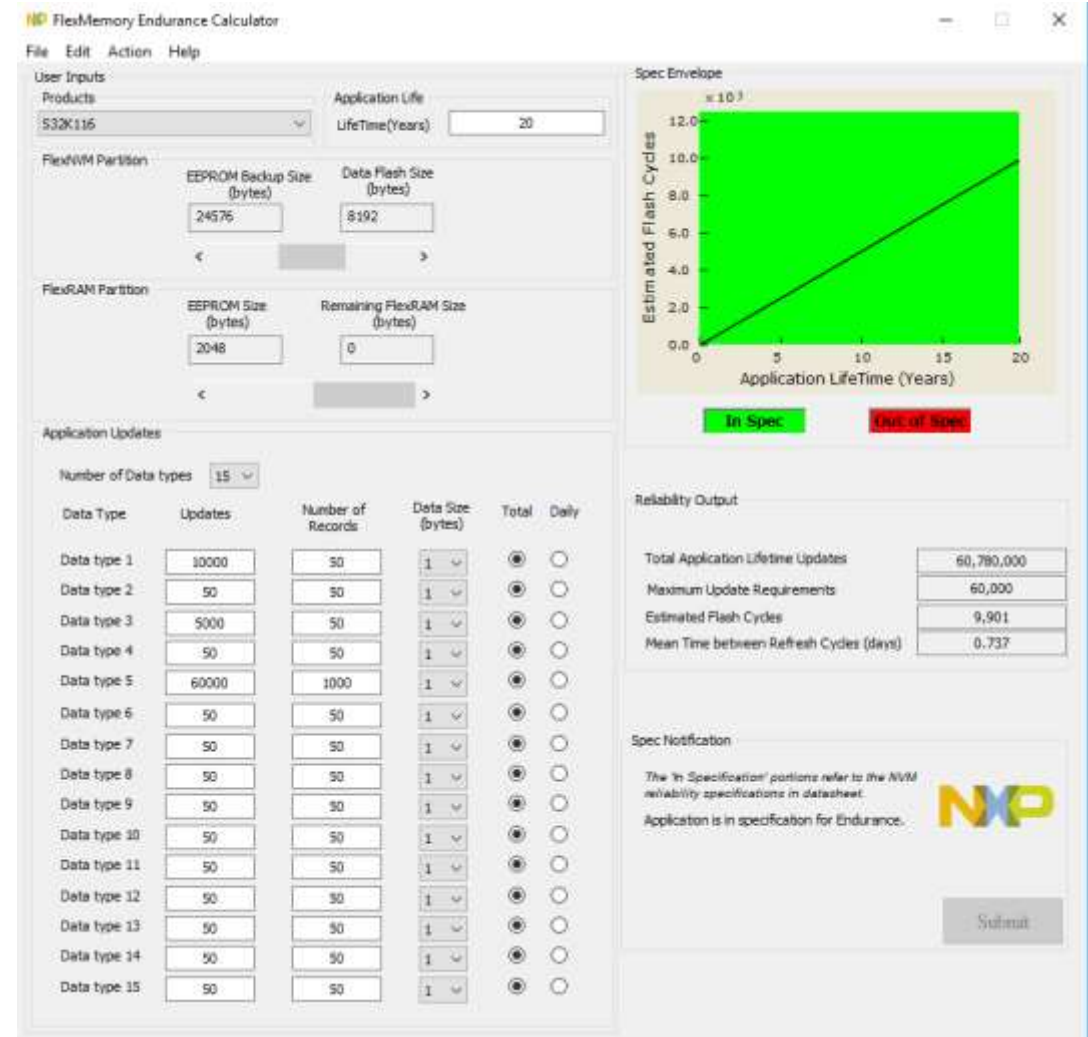 NXP FlexMemory Endurance Calculator
File Edit Action Help
User Inputs
Products
S32K116
Application Life
LifeTime(Years) 20
FlexNVM Partition
EEPROM Backup Size (bytes)
24576
Data Flash Size (bytes)
8192
< >
FlexRAM Partition
EEPROM Size (bytes)
2048
Remaining FlexRAM Size (bytes)
0
< >
Application Updates
Number of Data types 15
Data Type Updates Number of Records Data Size (bytes) Total Daily
Data type 1 10000 50 1
Data type 2 50 50 1
Data type 3 5000 50 1
Data type 4 50 50 1
Data type 5 60000 1000 1
Data type 6 50 50 1
Data type 7 50 50 1
Data type 8 50 50 1
Data type 9 50 50 1
Data type 10 50 50 1
Data type 11 50 50 1
Data type 12 50 50 1
Data type 13 50 50 1
Data type 14 50 50 1
Data type 15 50 50 1
Spec Envelope
x 10³
12.0
10.0
8.0
6.0
4.0
2.0
0.0
Estimated Flash Cycles
0 5 10 15 20
Application LifeTime (Years)
In Spec Out of Spec
Reliability Output
Total Application Lifetime Updates 60,780,000
Maximum Update Requirements 60,000
Estimated Flash Cycles 9,901
Mean Time between Refresh Cycles (days) 0.737
Spec Notification
The 'In Specification' portions refer to the NVM
reliability specifications in datasheet.
Application is in specification for Endurance.
NXP
Submit